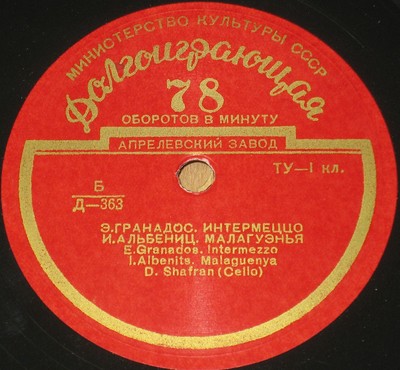 МИНИСТЕРСТВО КУЛЬТУРЫ СССР
Долгоиграющая
78
ОБОРОТОВ В МИНУТУ
АПРЕЛЕВСКИЙ ЗАВОД
ТУ—I кл.
Б
Д—363
Э.ГРАНАДОС. ИНТЕРМЕЦЦО
И.АЛЬБЕНИЦ. МАЛАГУЭНЬЯ
E.Granados. Intermezzo
I.Albenits. Malaguenya
D. Shafran (Cello)